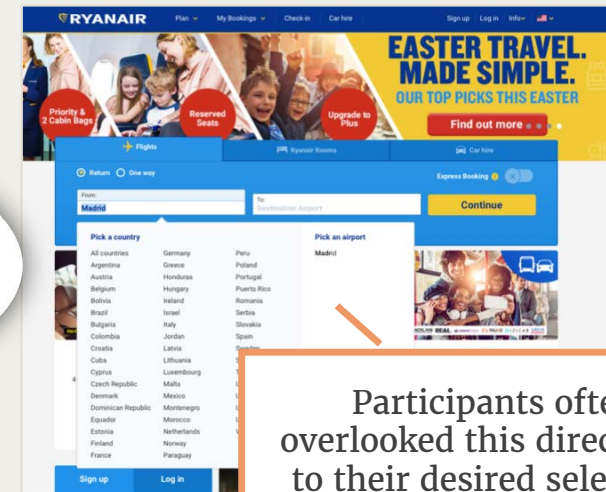 RYANAIR Plan My Bookings Check-in Car hire Sign up Log in Info
EASTER TRAVEL.
MADE SIMPLE.
OUR TOP PICKS THIS EASTER
Find out more
Priority &
2 Cabin Bags
Reserved
Seats
Upgrade to
Plus
Flights Ryanair Rooms Car hire
Return One way Express Booking
From:
Madrid
To:
Destination Airport
Continue
Pick a country Pick an airport
All countries Germany Peru Madrid
Argentina Greece Poland
Austria Honduras Portugal
Belgium Hungary Puerto Rico
Bolivia Ireland Romania
Brazil Israel Serbia
Bulgaria Italy Slovakia
Colombia Jordan Spain
Croatia Latvia Sweden
Cuba Lithuania
Cyprus Luxembourg
Czech Republic Malta
Denmark Mexico
Dominican Republic Montenegro
Equador Morocco
Estonia Netherlands
Finland Norway
France Paraguay
Sign up Log in
Participants ofte
overlooked this direc
to their desired sele